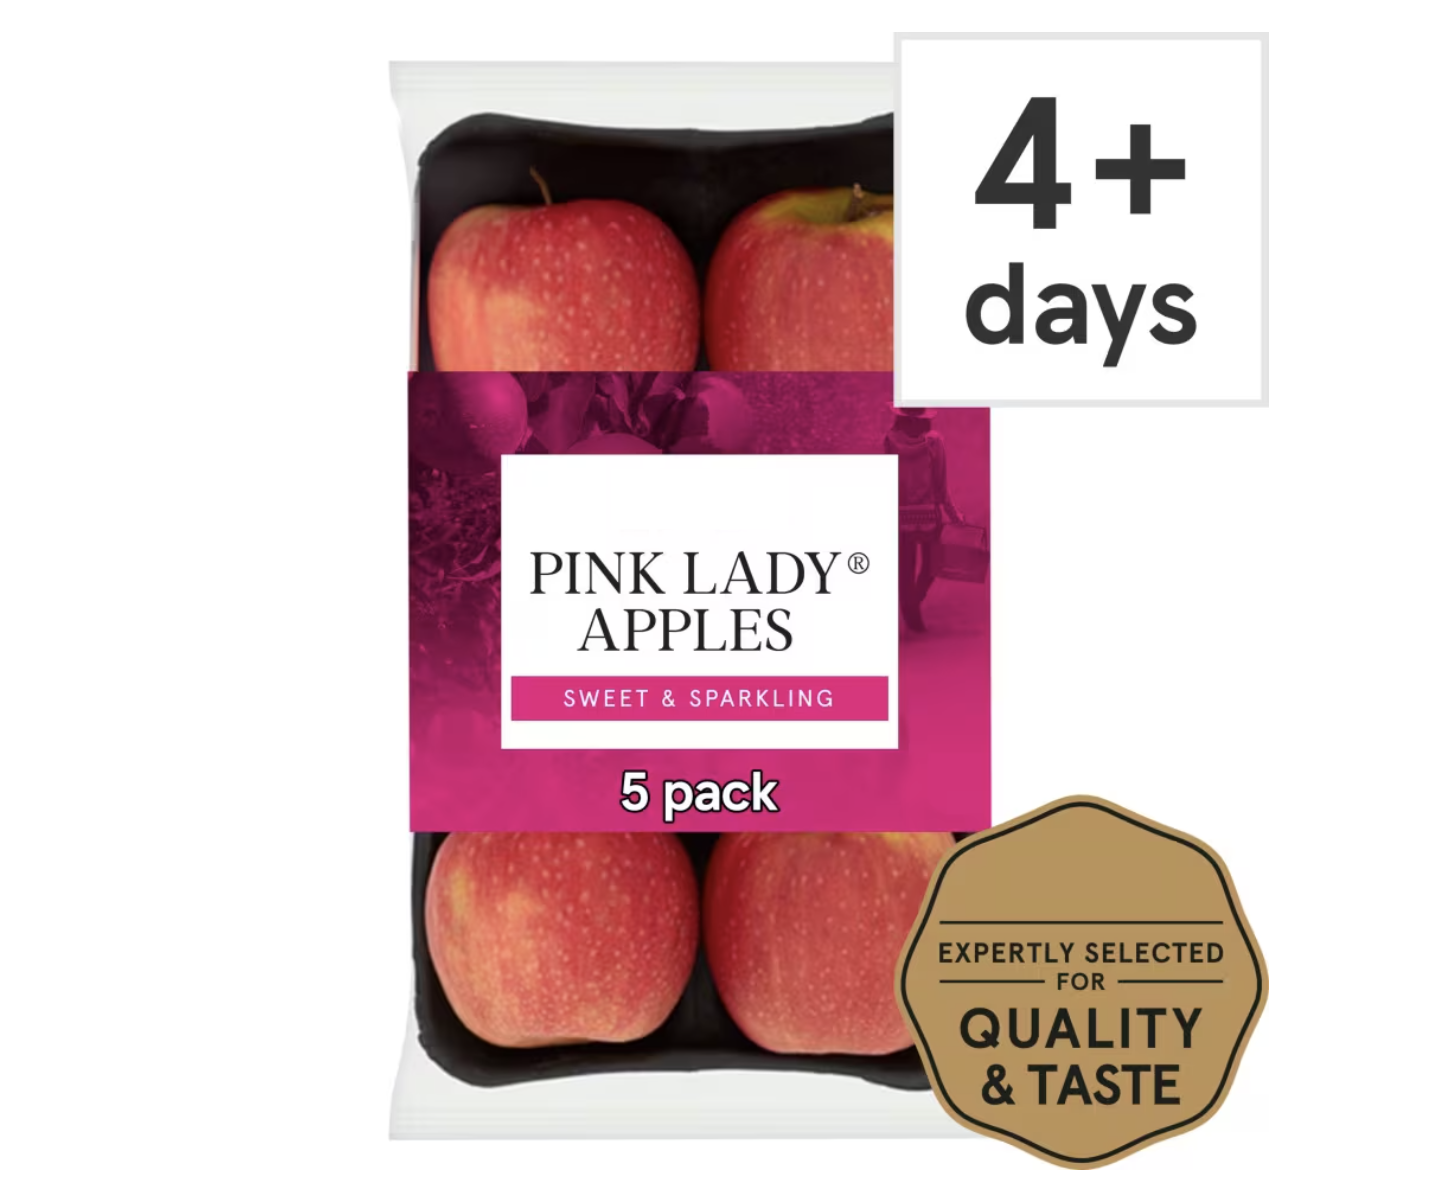 4+
days
PINK LADY®
APPLES
SWEET & SPARKLING
5 pack
EXPERTLY SELECTED
FOR
QUALITY
& TASTE